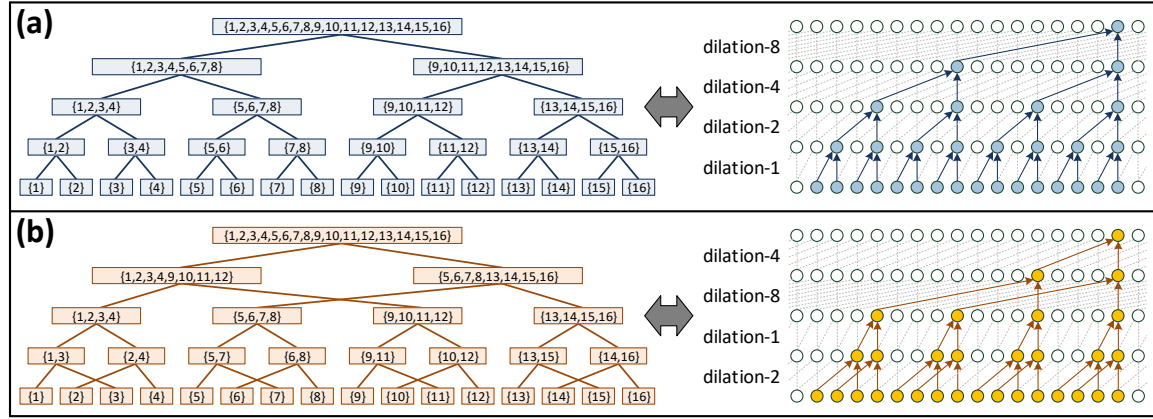 (a)
{1,2,3,4,5,6,7,8,9,10,11,12,13,14,15,16}
dilation-8
{1,2,3,4,5,6,7,8} {9,10,11,12,13,14,15,16}
dilation-4
{1,2,3,4} {5,6,7,8} {9,10,11,12} {13,14,15,16}
dilation-2
{1,2} {3,4} {5,6} {7,8} {9,10} {11,12} {13,14} {15,16}
dilation-1
{1} {2} {3} {4} {5} {6} {7} {8} {9} {10} {11} {12} {13} {14} {15} {16}
(b)
{1,2,3,4,5,6,7,8,9,10,11,12,13,14,15,16}
dilation-4
{1,2,3,4,9,10,11,12} {5,6,7,8,13,14,15,16}
dilation-8
{1,2,3,4} {5,6,7,8} {9,10,11,12} {13,14,15,16}
dilation-1
{1,3} {2,4} {5,7} {6,8} {9,11} {10,12} {13,15} {14,16}
dilation-2
{1} {2} {3} {4} {5} {6} {7} {8} {9} {10} {11} {12} {13} {14} {15} {16}